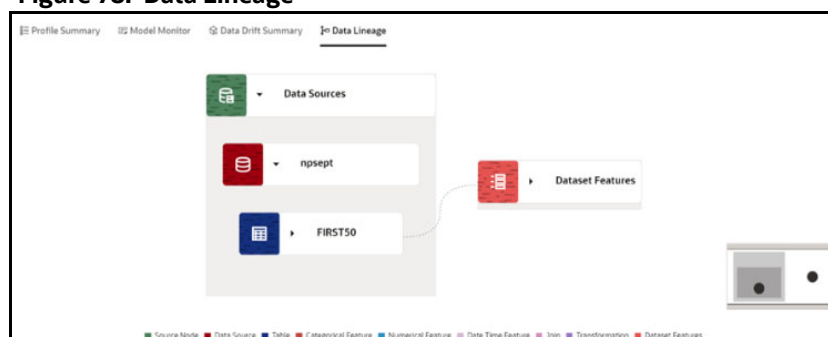 Figure 78: Data Lineage
Profile Summary Model Monitor Data Drift Summary Data Lineage
Data Sources
npsept
Dataset Features
FIRST50
Source Node Data Source Table Categorical Feature Numerical Feature Date Time Feature Join Transformation Dataset Features